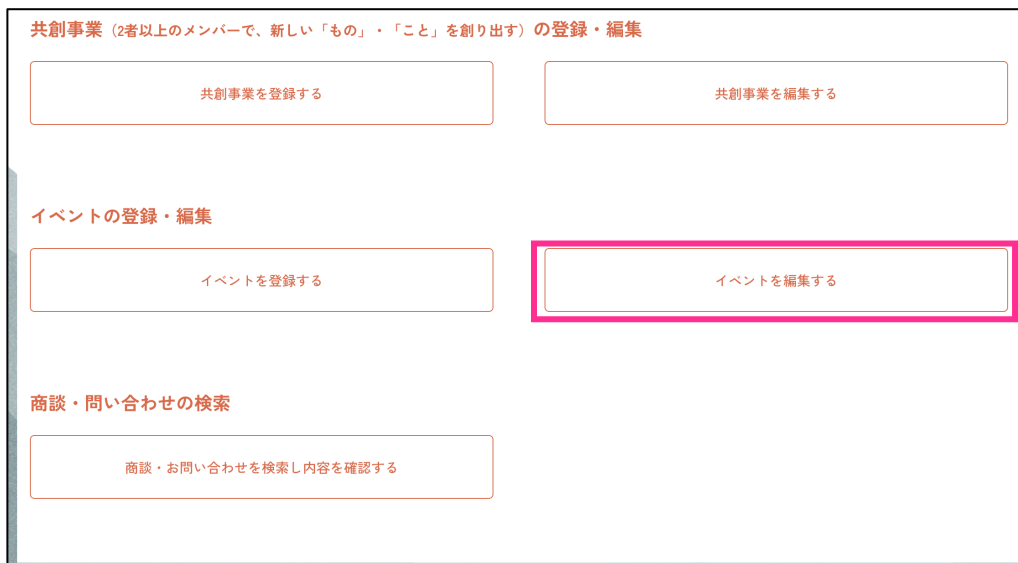 共創事業（2者以上のメンバーで、新しい「もの」・「こと」を創り出す）の登録・編集
共創事業を登録する
共創事業を編集する
イベントの登録・編集
イベントを登録する
イベントを編集する
商談・問い合わせの検索
商談・お問い合わせを検索し内容を確認する